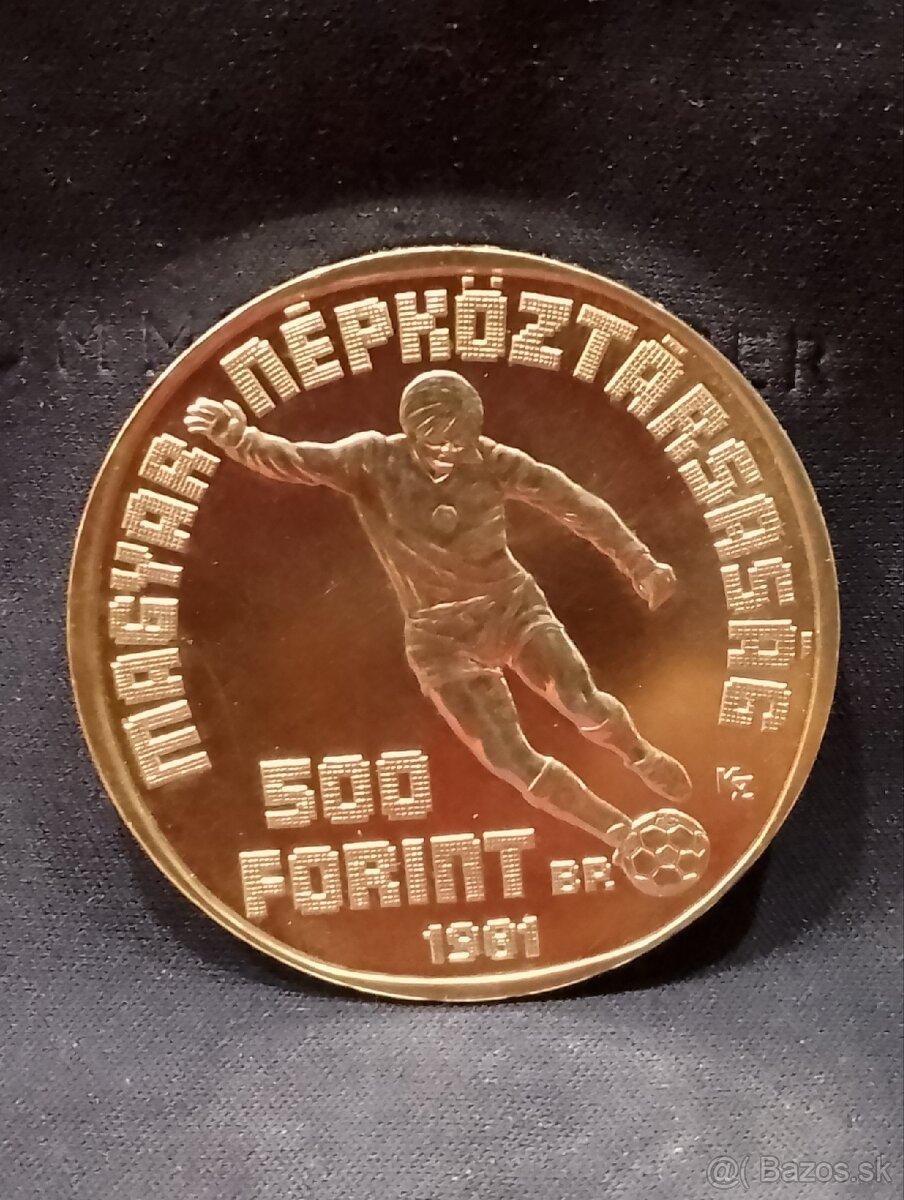 MAGYAR NÉPKÖZTÁRSASÁG
500
FORINT
BP.
1981
@( Bazos.sk